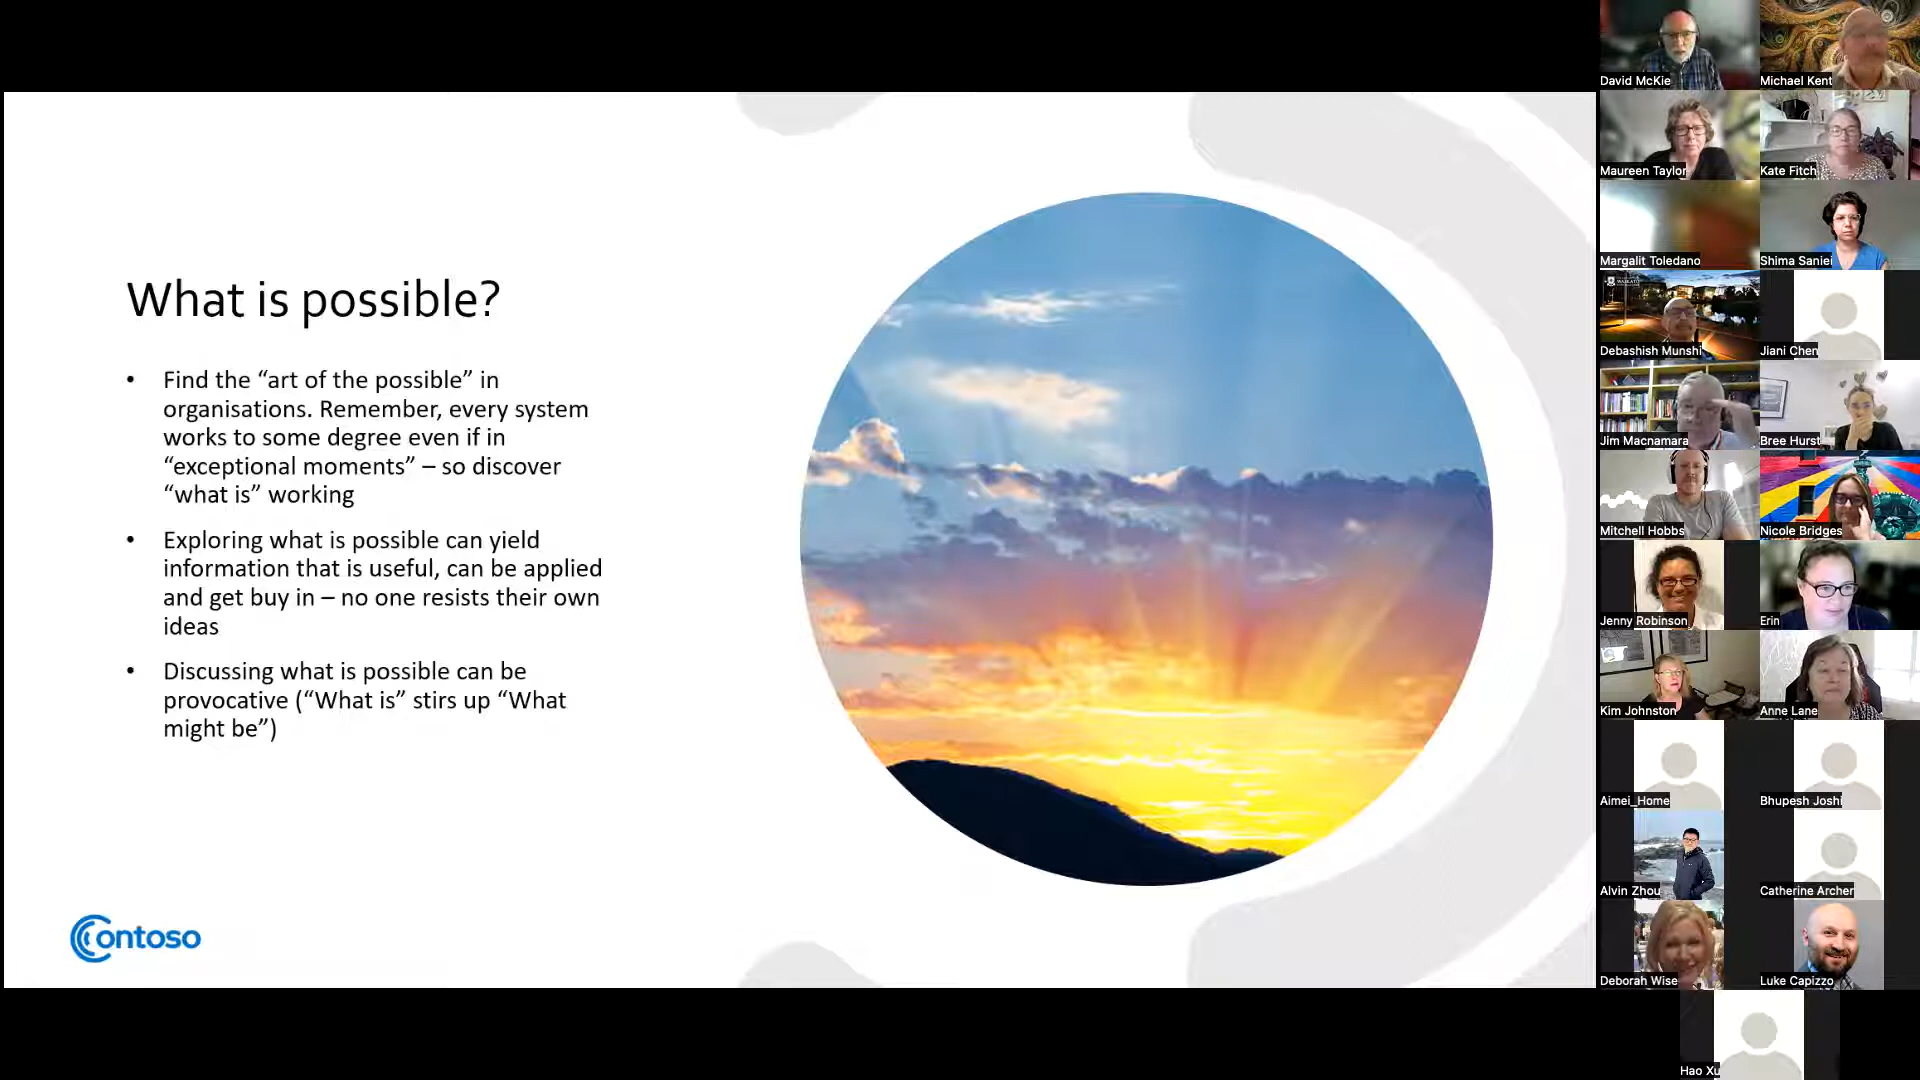 What is possible?
• Find the “art of the possible” in
organisations. Remember, every system
works to some degree even if in
“exceptional moments” – so discover
“what is” working
• Exploring what is possible can yield
information that is useful, can be applied
and get buy in – no one resists their own
ideas
• Discussing what is possible can be
provocative (“What is” stirs up “What
might be”)
Contoso
David McKie
Michael Kent
Maureen Taylor
Kate Fitch
Margalit Toledano
Shima Saniei
Debashish Munshi
Jiani Chen
Jim Macnamara
Bree Hurst
Mitchell Hobbs
Nicole Bridges
Jenny Robinson
Erin
Kim Johnston
Anne Lane
Aimei_Home
Bhupesh Joshi
Alvin Zhou
Catherine Archer
Deborah Wise
Luke Capizzo
Hao Xu